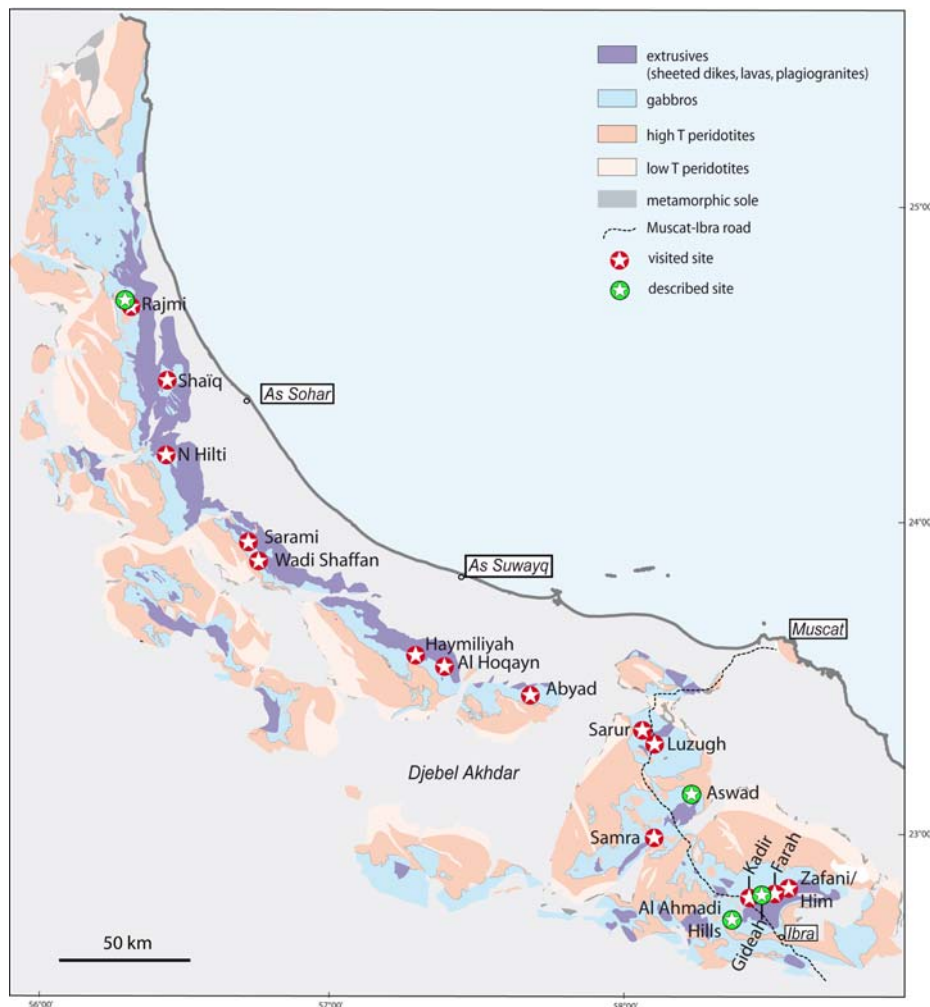 extrusives
(sheeted dikes, lavas, plagiogranites)
gabbros
high T peridotites
low T peridotites
metamorphic sole
Muscat-Ibra road
visited site
described site
25°00
Rajmi
Shaïq
As Sohar
N Hilti
24°00
Sarami
Wadi Shaffan
As Suwayq
Muscat
Haymiliyah
Al Hoqayn
Abyad
Sarur
Luzugh
Djebel Akhdar
Aswad
Samra
23°00
Kadir
Farah
Zafani/
Him
Al Ahmadi
Hills
Gideah
Ibra
50 km
56°00'
57°00'
58°00'